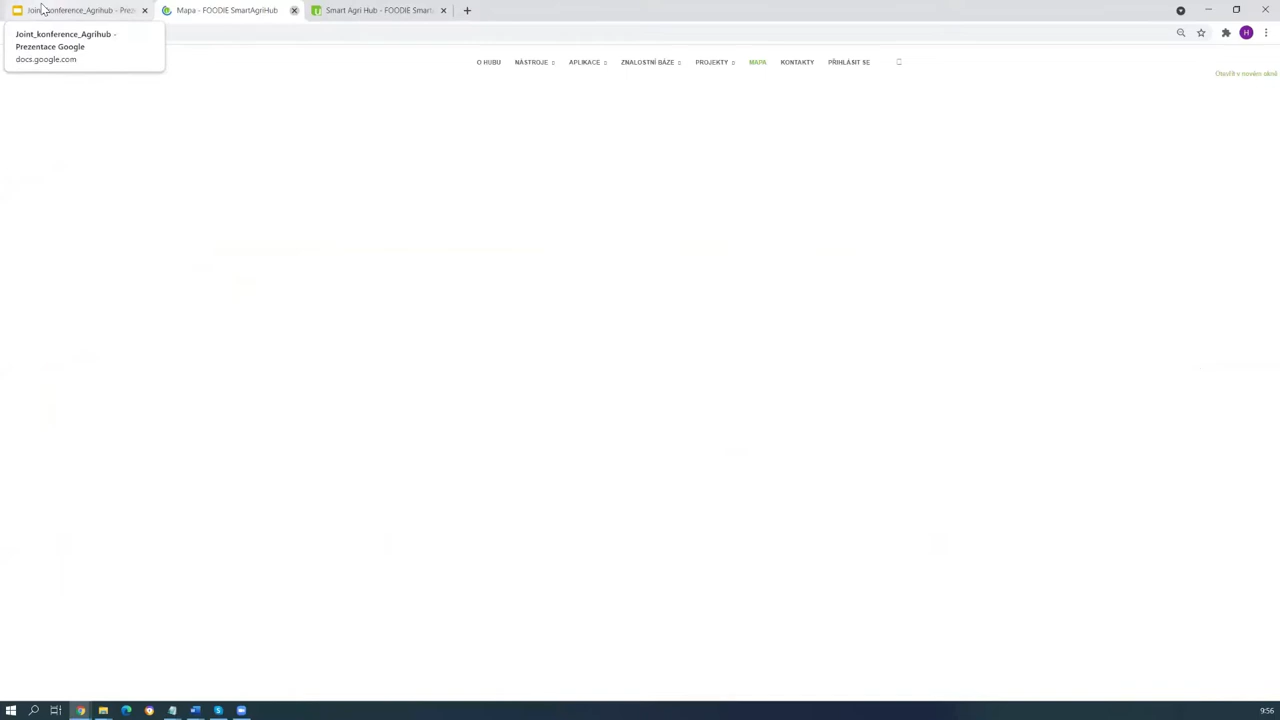 Joint_konference_Agrihub - Preze
Mapa - FOODIE SmartAgriHub
Smart Agri Hub - FOODIE Smart
Joint_konference_Agrihub -
Prezentace Google
docs.google.com
O HUBU NÁSTROJE APLIKACE ZNALOSTNÍ BÁZE PROJEKTY MAPA KONTAKTY PŘIHLÁSIT SE
Otevřít v novém okně
H
9:56